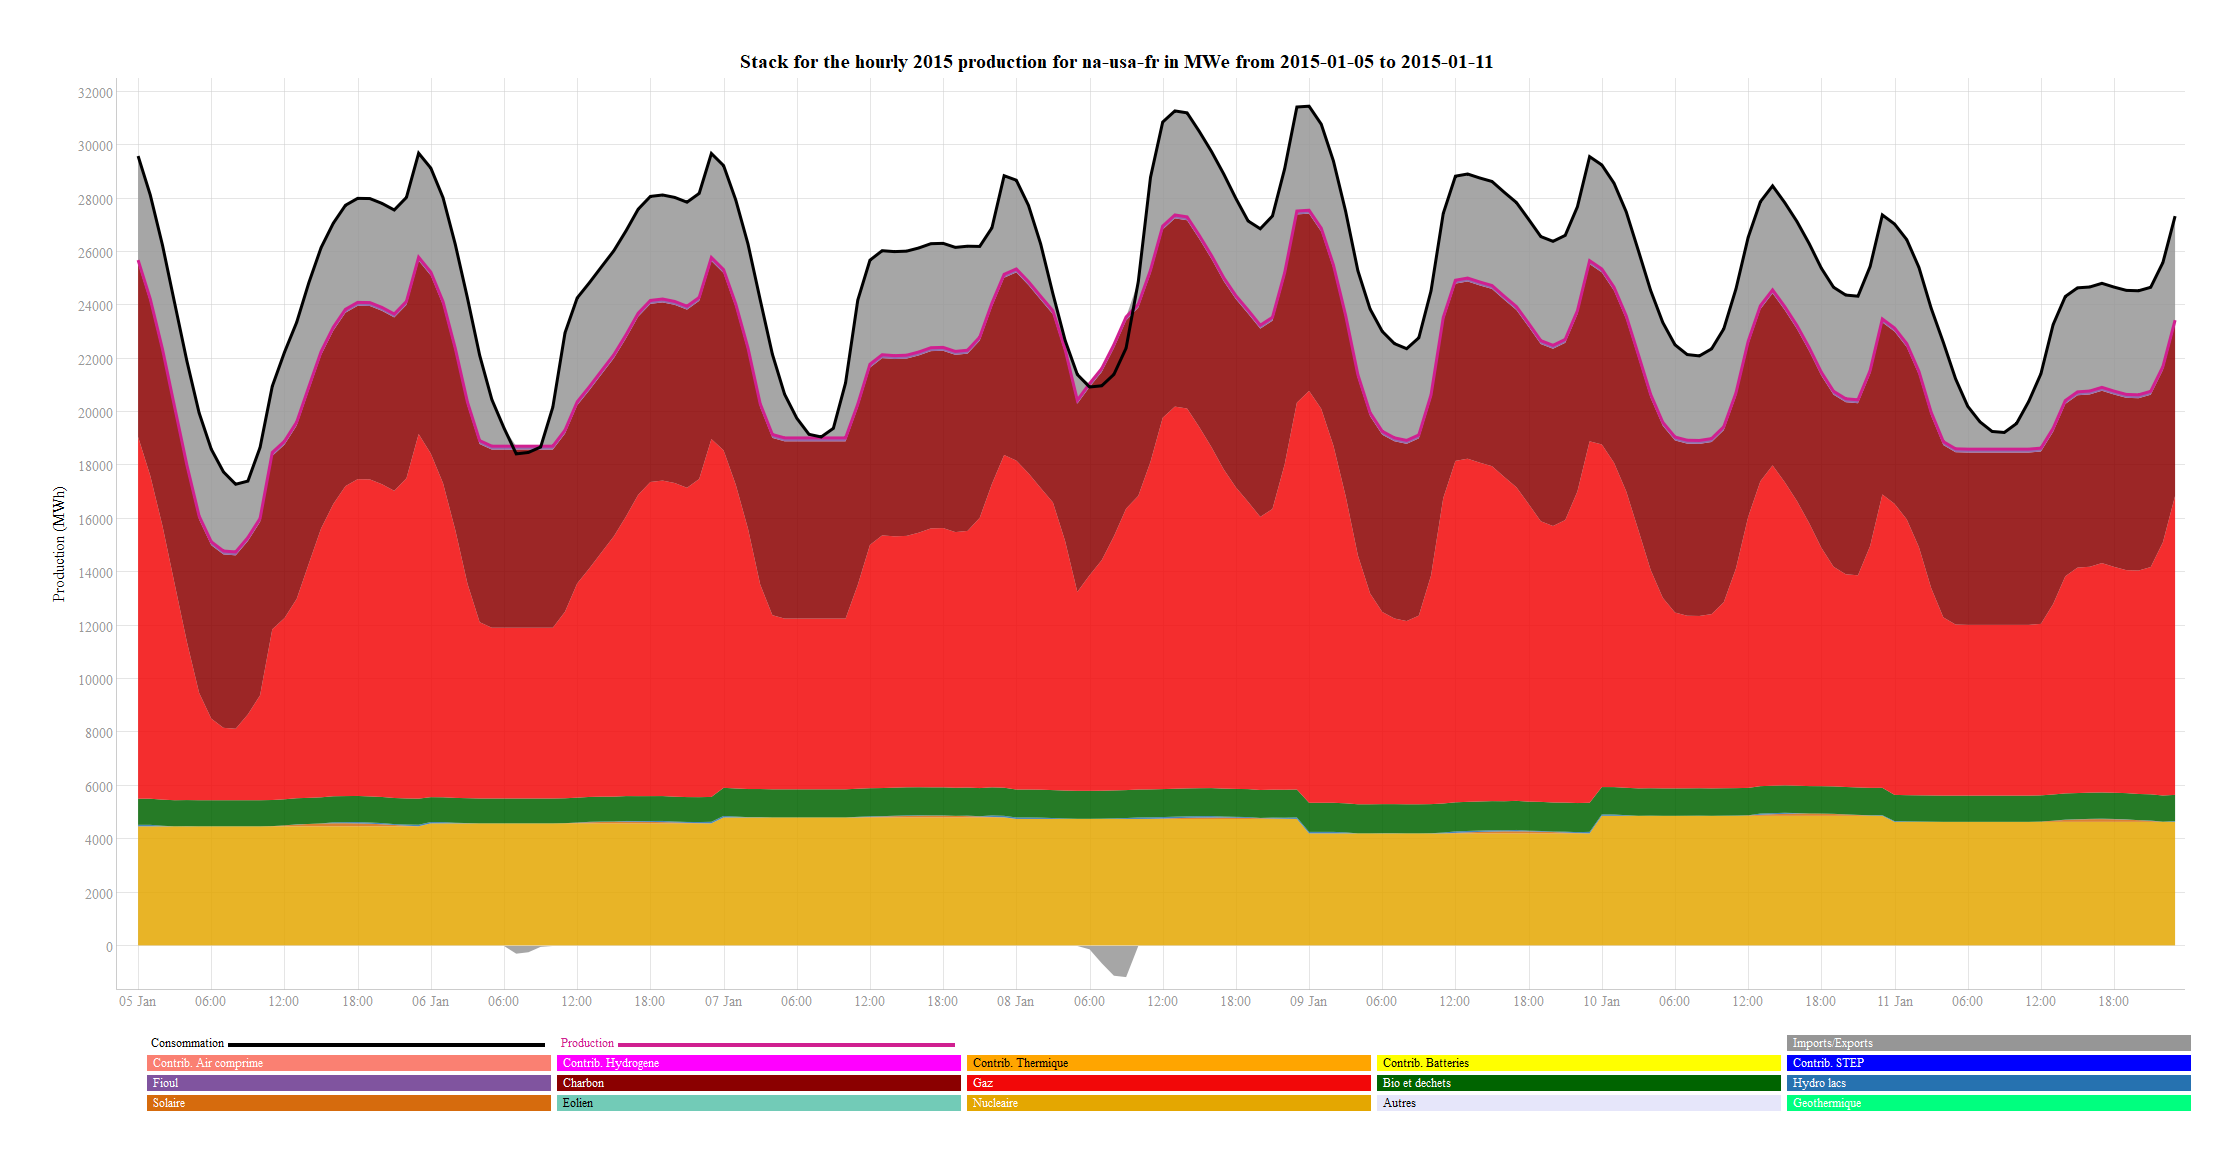 Stack for the hourly 2015 production for na-usa-fr in MWe from 2015-01-05 to 2015-01-11
32000
30000
28000
26000
24000
22000
20000
18000
16000
14000
12000
10000
8000
6000
4000
2000
0
Production (MWh)
05 Jan 06:00 12:00 18:00 06 Jan 06:00 12:00 18:00 07 Jan 06:00 12:00 18:00 08 Jan 06:00 12:00 18:00 09 Jan 06:00 12:00 18:00 10 Jan 06:00 12:00 18:00 11 Jan 06:00 12:00 18:00
Consommation Production Imports/Exports
Contrib. Air comprime Contrib. Hydrogene Contrib. Thermique Contrib. Batteries Contrib. STEP
Fioul Charbon Gaz Bio et dechets Hydro lacs
Solaire Eolien Nucleaire Autres Geothermique